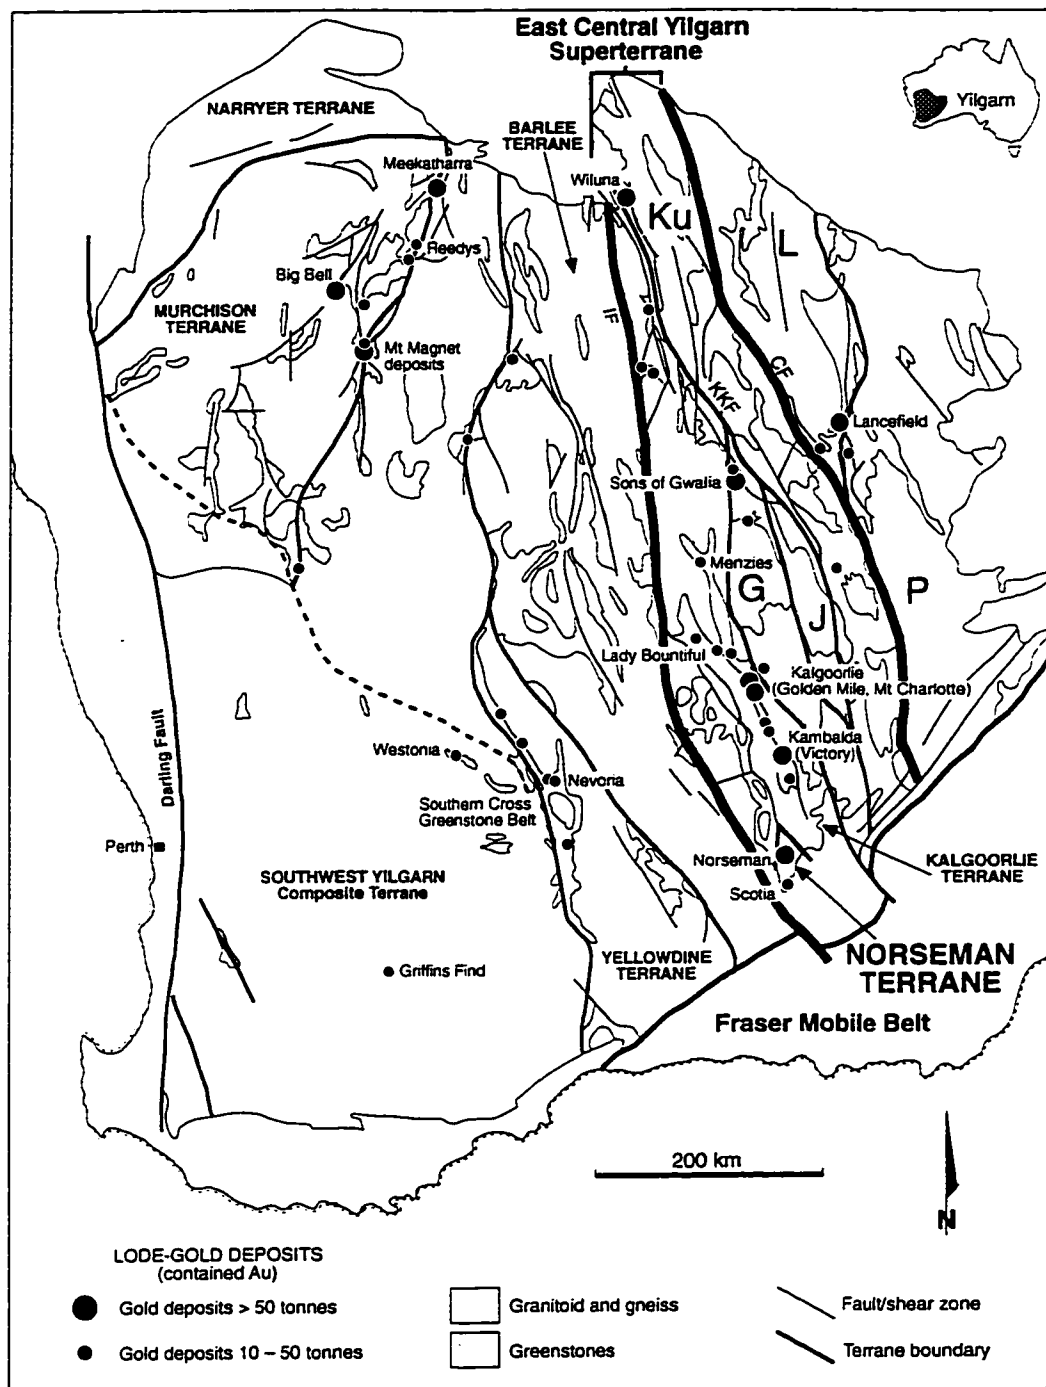 East Central Yilgarn
Superterrane
Yilgarn
NARRYER TERRANE
BARLEE
TERRANE
Meekatharra
Wiluna
Ku
L
Reedys
Big Bell
MURCHISON
TERRANE
IF
Mt Magnet
deposits
CF
KKF
Lancefield
Sons of Gwalia
Menzies
G
P
J
Lady Bountiful
Kalgoorlie
(Golden Mile, Mt Charlotte)
Darling Fault
Kambalda
(Victory)
Westonia
Nevoria
Southern Cross
Greenstone Belt
Perth
Norseman
KALGOORLIE
TERRANE
SOUTHWEST YILGARN
Composite Terrane
Scotia
YELLOWDINE
TERRANE
NORSEMAN
TERRANE
Griffins Find
Fraser Mobile Belt
200 km
N
LODE-GOLD DEPOSITS
(contained Au)
Gold deposits > 50 tonnes
Granitoid and gneiss
Fault/shear zone
Gold deposits 10 – 50 tonnes
Greenstones
Terrane boundary